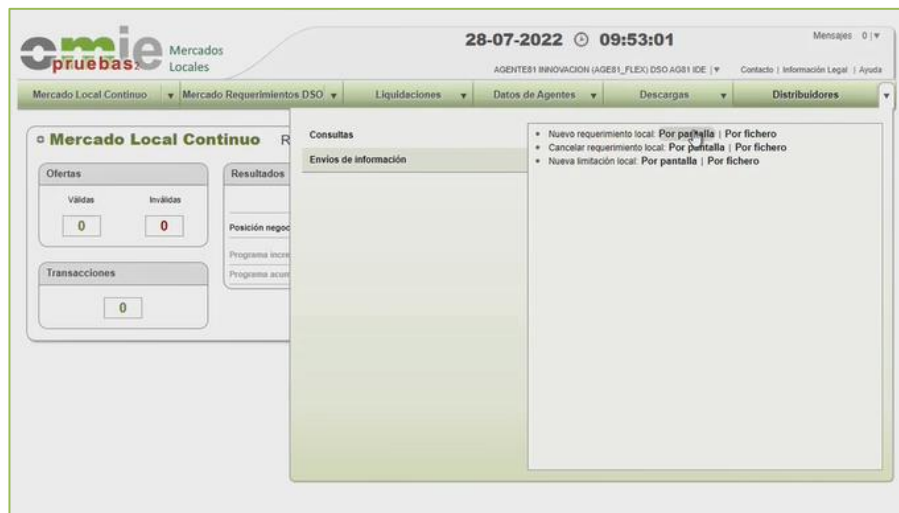 omie
pruebas2
Mercados
Locales
28-07-2022 09:53:01
Mensajes 0 | ▼
AGENTE81 INNOVACION (AGE81_FLEX) DSO AG81 IDE | ▼
Contacto | Información Legal | Ayuda
Mercado Local Continuo ▼ Mercado Requerimientos DSO ▼ Liquidaciones ▼ Datos de Agentes ▼ Descargas ▼ Distribuidores ▼
Mercado Local Continuo R
Ofertas
Válidas Inválidas
0 0
Transacciones
0
Resultados
Posición negoc
Programa incre
Programa acum
Consultas
Envíos de información
• Nuevo requerimiento local: Por pantalla | Por fichero
• Cancelar requerimiento local: Por pantalla | Por fichero
• Nueva limitación local: Por pantalla | Por fichero